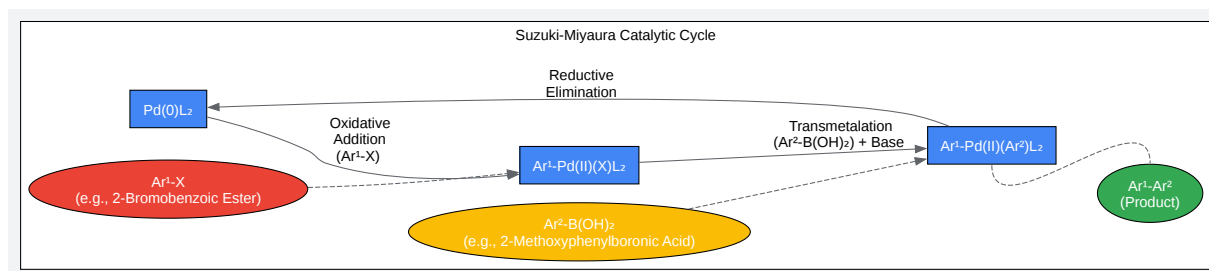 Suzuki-Miyaura Catalytic Cycle
Reductive
Elimination
Pd(0)L₂
Oxidative
Addition
(Ar¹-X)
Transmetalation
(Ar²-B(OH)₂) + Base
Ar¹-Pd(II)(Ar²)L₂
Ar¹-Pd(II)(X)L₂
Ar¹-X
(e.g., 2-Bromobenzoic Ester)
Ar¹-Ar²
(Product)
Ar²-B(OH)₂
(e.g., 2-Methoxyphenylboronic Acid)